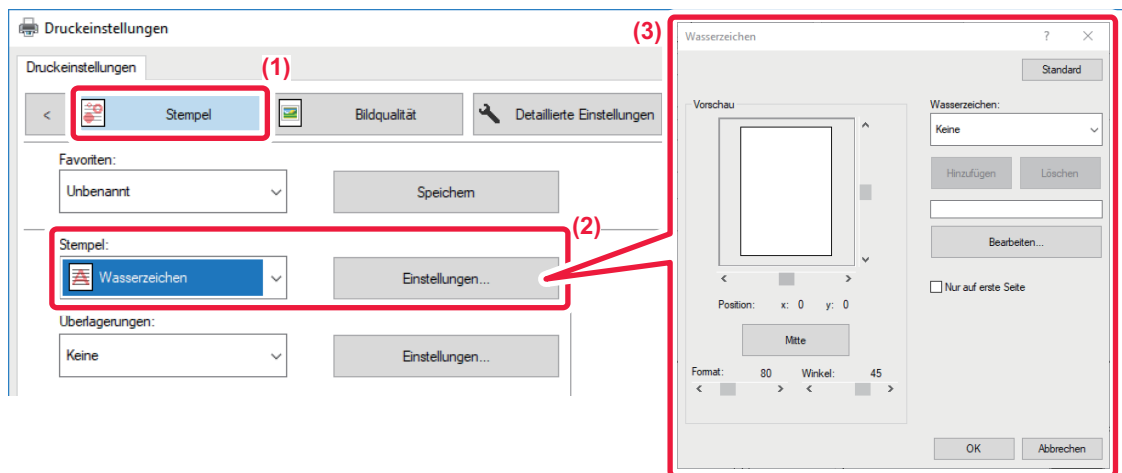 Druckeinstellungen
Druckeinstellungen
(1)
<
Stempel
Bildqualität
Detaillierte Einstellungen
Favoriten:
Unbenannt
Speichern
(2)
Stempel:
Wasserzeichen
Einstellungen...
Überlagerungen:
Keine
Einstellungen...
(3)
Wasserzeichen
?
Standard
Vorschau
Position: x: 0 y: 0
Mitte
Format: 80 Winkel: 45
Wasserzeichen:
Keine
Hinzufügen
Löschen
Bearbeiten...
Nur auf erste Seite
OK
Abbrechen